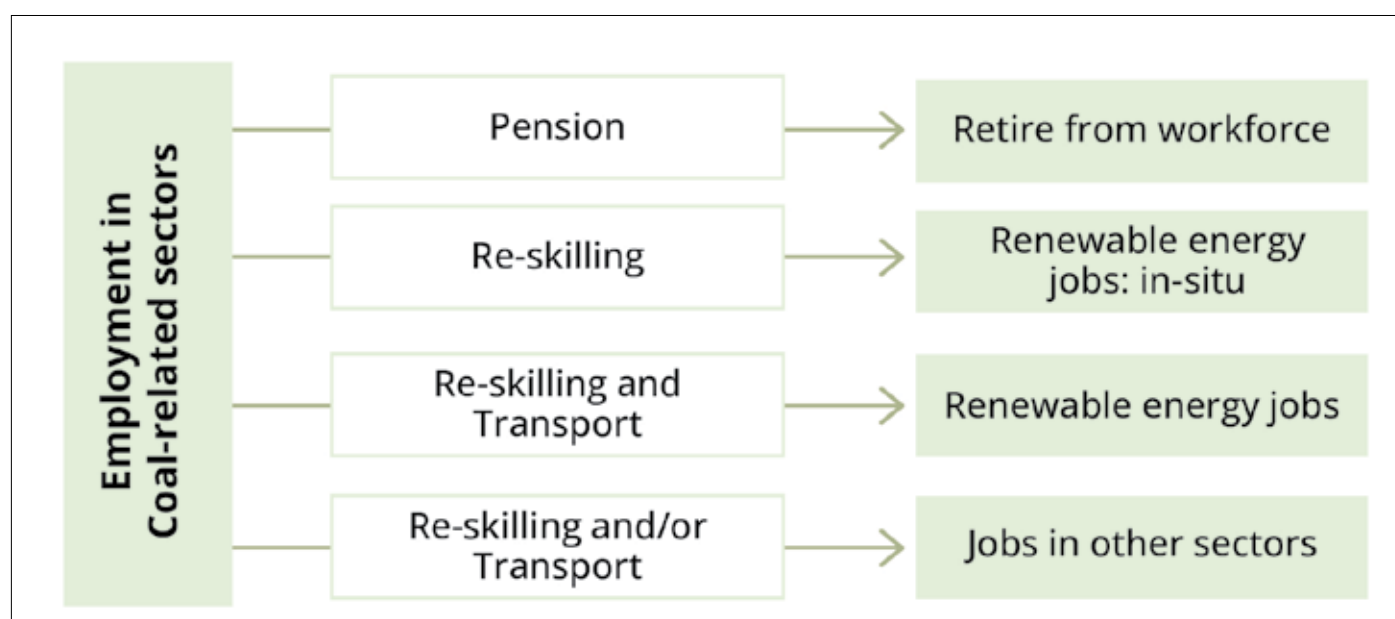 Employment in
Coal-related sectors
Pension
Retire from workforce
Re-skilling
Renewable energy
jobs: in-situ
Re-skilling and
Transport
Renewable energy jobs
Re-skilling and/or
Transport
Jobs in other sectors